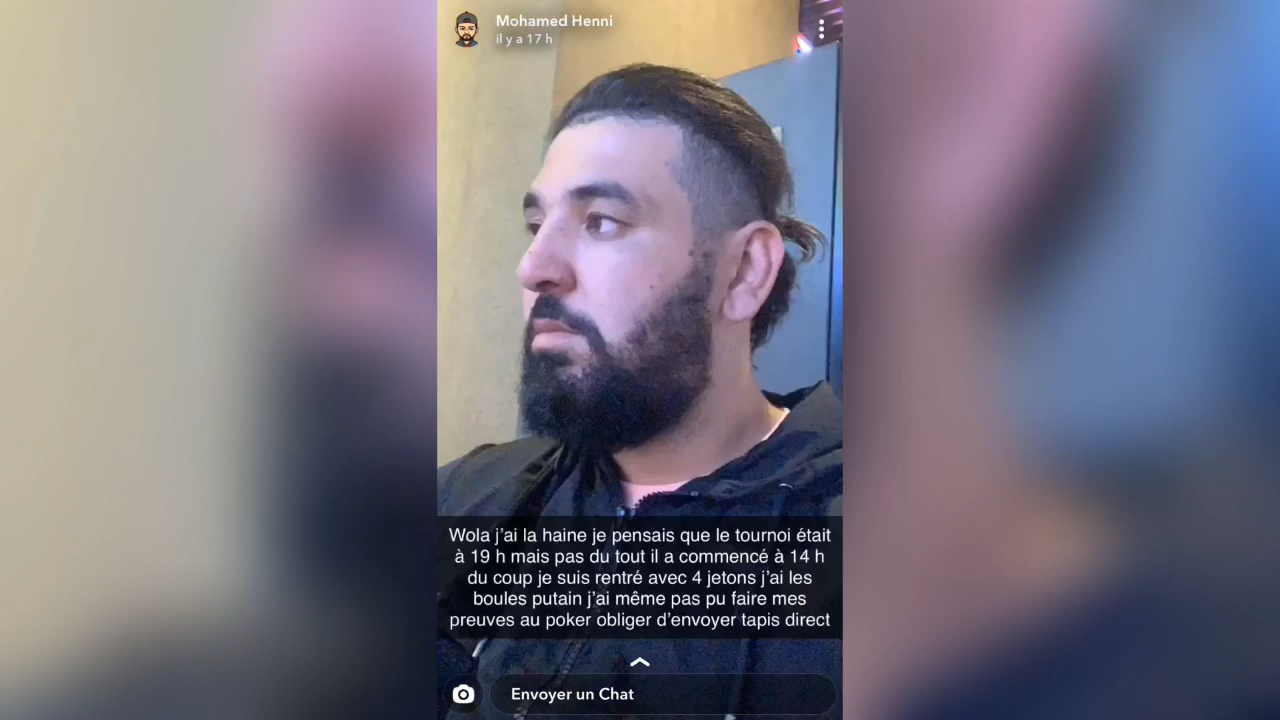 Mohamed Henni
il y a 17 h
Wola j'ai la haine je pensais que le tournoi était
à 19 h mais pas du tout il a commencé à 14 h
du coup je suis rentré avec 4 jetons j'ai les
boules putain j'ai même pas pu faire mes
preuves au poker obliger d'envoyer tapis direct
Envoyer un Chat